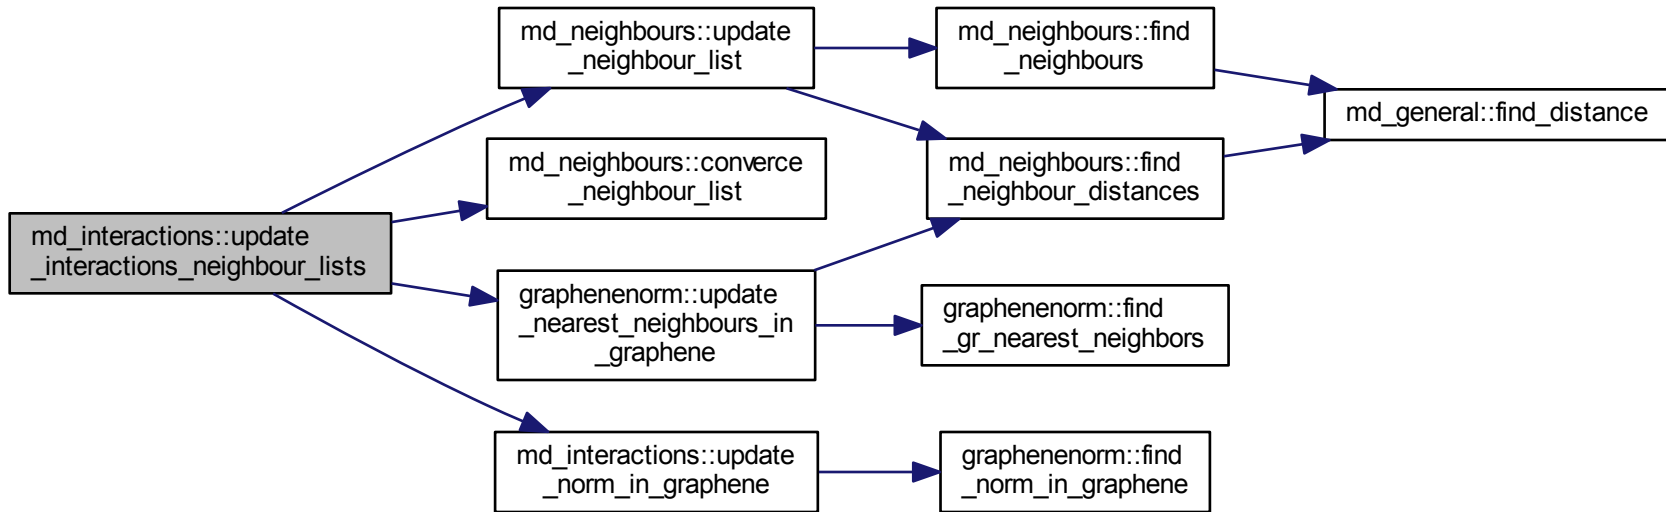 md_interactions::update
_interactions_neighbour_lists
md_neighbours::update
_neighbour_list
md_neighbours::converce
_neighbour_list
graphenenorm::update
_nearest_neighbours_in
_graphene
md_interactions::update
_norm_in_graphene
md_neighbours::find
_neighbours
md_neighbours::find
_neighbour_distances
graphenenorm::find
_gr_nearest_neighbors
graphenenorm::find
_norm_in_graphene
md_general::find_distance